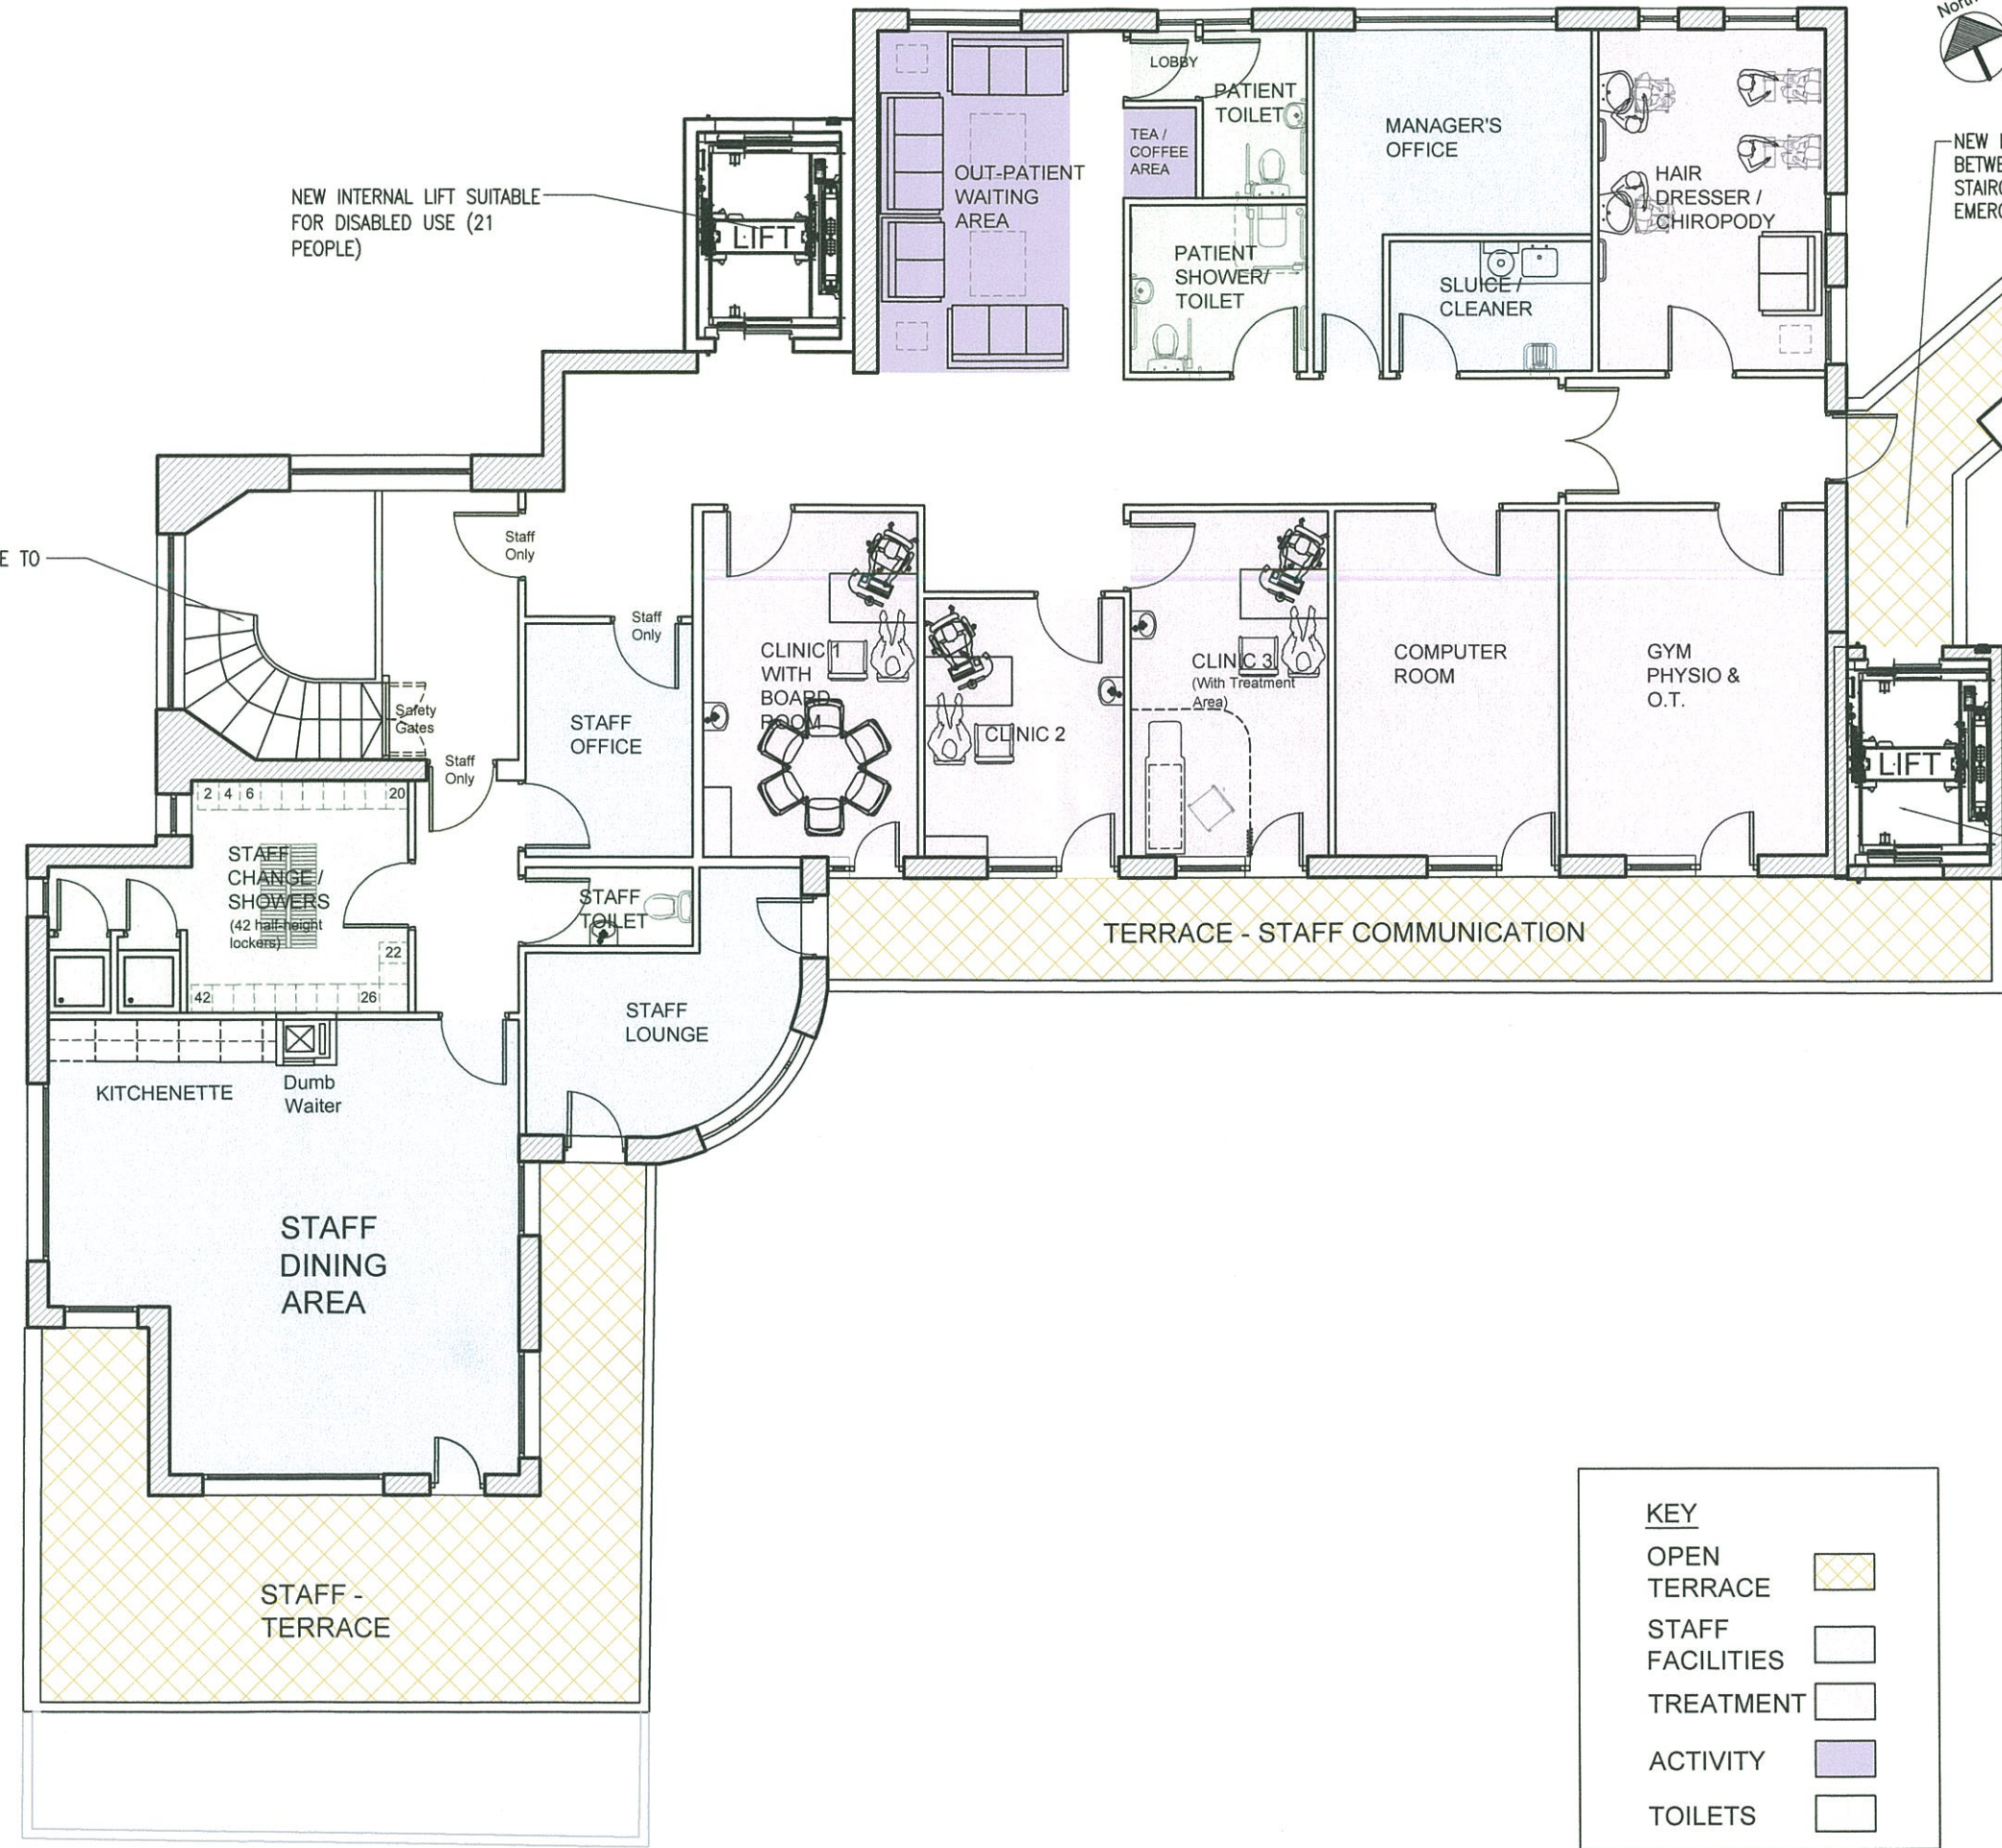 North
NEW INTERNAL LIFT SUITABLE
FOR DISABLED USE (21
PEOPLE)
LIFT
OUT-PATIENT
WAITING
AREA
LOBBY
PATIENT
TOILET
TEA /
COFFEE
AREA
PATIENT
SHOWER/
TOILET
MANAGER'S
OFFICE
SLUICE /
CLEANER
HAIR
DRESSER /
CHIROPODY
NEW
E TO
Staff
Only
Staff
Only
Safety
Gates
Staff
Only
STAFF
OFFICE
CLINIC 1
WITH
BOARD
ROOM
CLINIC 2
CLINIC 3
(With Treatment
Area)
COMPUTER
ROOM
GYM
PHYSIO &
O.T.
LIFT
2 4 6 20
STAFF
CHANGE /
SHOWERS
(42 half-height
lockers)
22
42 26
STAFF
TOILET
TERRACE - STAFF COMMUNICATION
STAFF
LOUNGE
KITCHENETTE
Dumb
Waiter
STAFF
DINING
AREA
STAFF -
TERRACE
KEY
OPEN
TERRACE
STAFF
FACILITIES
TREATMENT
ACTIVITY
TOILETS